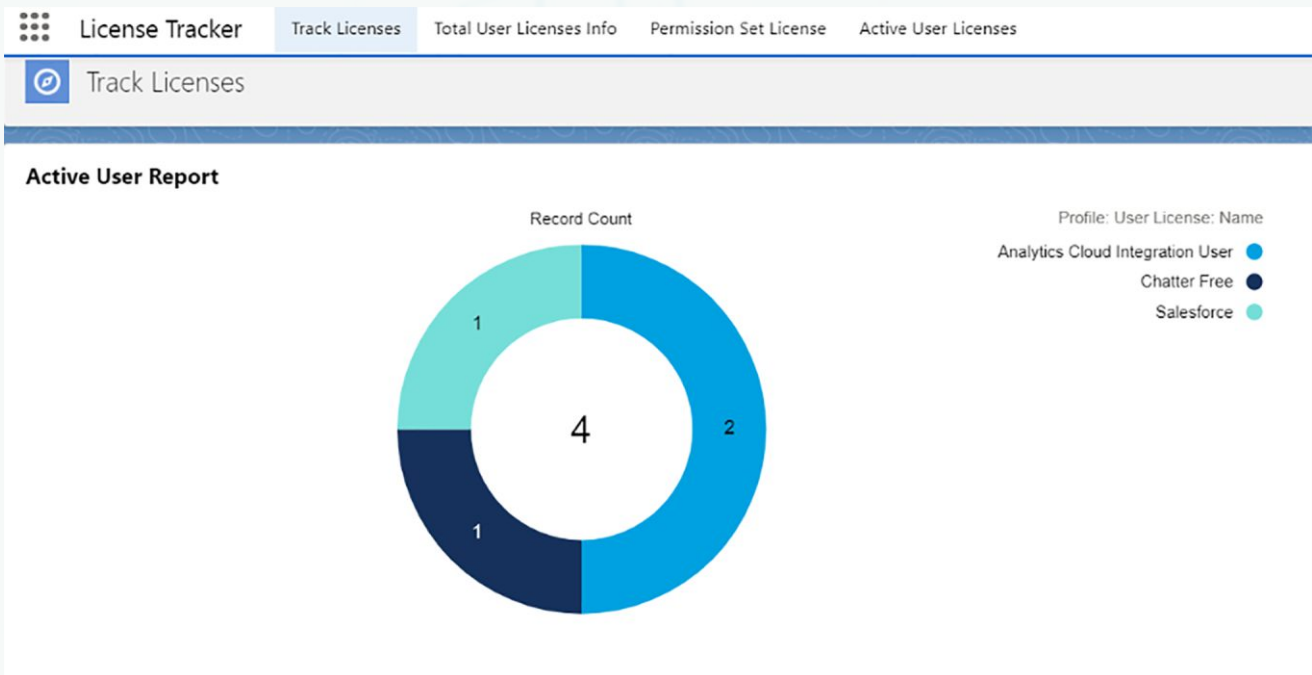 License Tracker Track Licenses Total User Licenses Info Permission Set License Active User Licenses
Track Licenses
Active User Report
Record Count
Profile: User License: Name
Analytics Cloud Integration User
Chatter Free
Salesforce
1
4
2
1